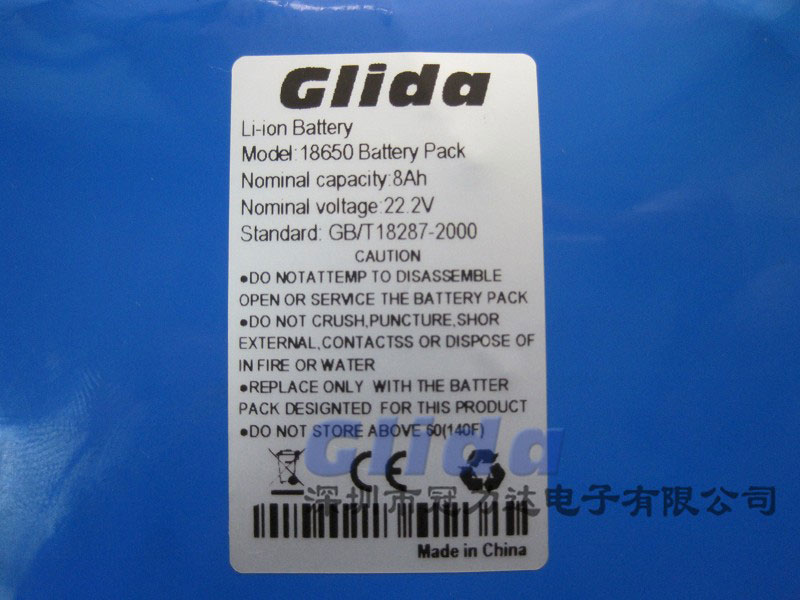 Glida
Li-ion Battery
Model:18650 Battery Pack
Nominal capacity:8Ah
Nominal voltage:22.2V
Standard: GB/T18287-2000
CAUTION
●DO NOTATTEMP TO DISASSEMBLE
OPEN OR SERVICE THE BATTERY PACK
●DO NOT CRUSH,PUNCTURE,SHOR
EXTERNAL,CONTACTSS OR DISPOSE OF
IN FIRE OR WATER
●REPLACE ONLY WITH THE BATTER
PACK DESIGNTED FOR THIS PRODUCT
●DO NOT STORE ABOVE 60(140F)
Glida
CE
深圳市冠力达电子有限公司
Made in China